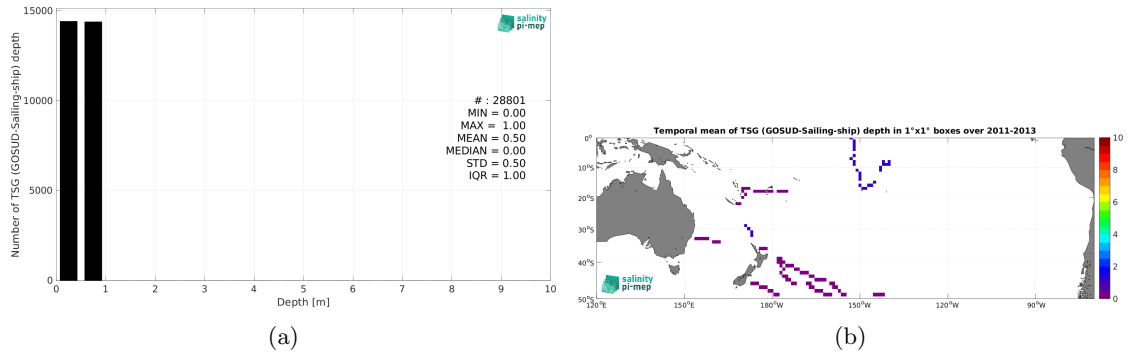 15000
10000
5000
0
Number of TSG (GOSUD-Sailing-ship) depth
salinity
pi-mep
# : 28801
MIN = 0.00
MAX = 1.00
MEAN = 0.50
MEDIAN = 0.00
STD = 0.50
IQR = 1.00
0 1 2 3 4 5 6 7 8 9 10
Depth [m]
(a)
Temporal mean of TSG (GOSUD-Sailing-ship) depth in 1°x1° boxes over 2011-2013
0°
10°S
20°S
30°S
40°S
50°S
120°E 150°E 180°W 150°W 120°W 90°W
salinity
pi-mep
10
8
6
4
2
0
(b)